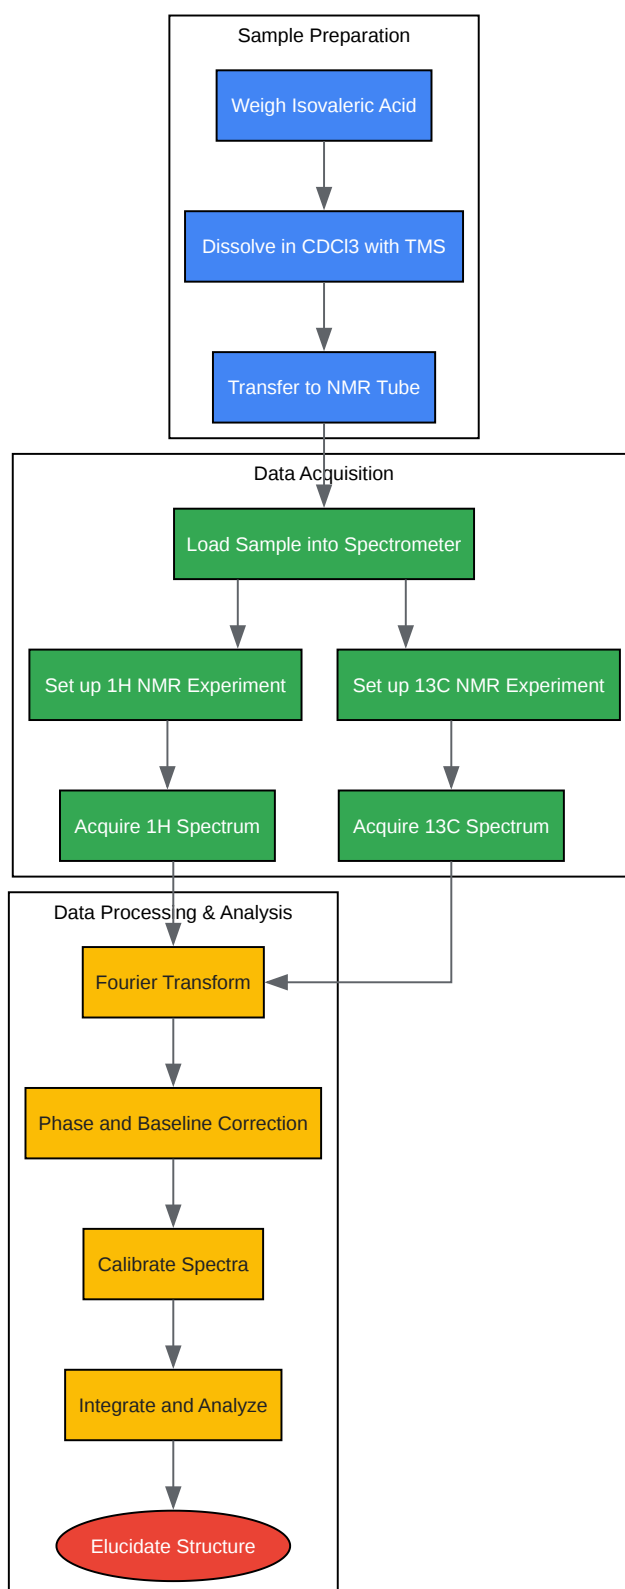 Sample Preparation
Weigh Isovaleric Acid
Dissolve in CDCl3 with TMS
Transfer to NMR Tube
Data Acquisition
Load Sample into Spectrometer
Set up 1H NMR Experiment
Set up 13C NMR Experiment
Acquire 1H Spectrum
Acquire 13C Spectrum
Data Processing & Analysis
Fourier Transform
Phase and Baseline Correction
Calibrate Spectra
Integrate and Analyze
Elucidate Structure